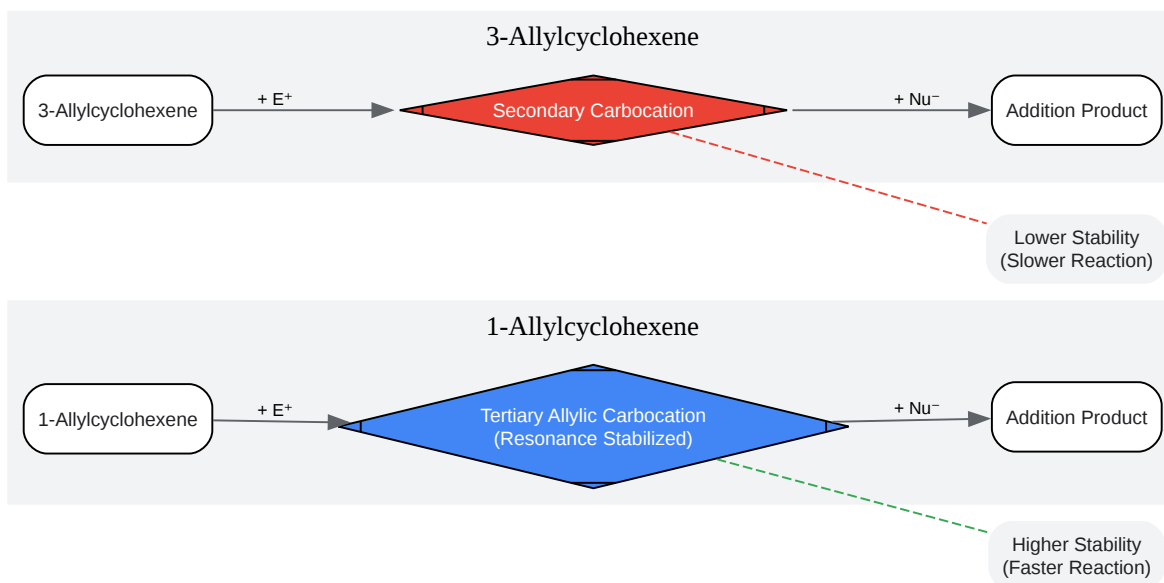 3-Allylcyclohexene
3-Allylcyclohexene
+ E⁺
Secondary Carbocation
+ Nu⁻
Addition Product
Lower Stability
(Slower Reaction)
1-Allylcyclohexene
1-Allylcyclohexene
+ E⁺
Tertiary Allylic Carbocation
(Resonance Stabilized)
+ Nu⁻
Addition Product
Higher Stability
(Faster Reaction)